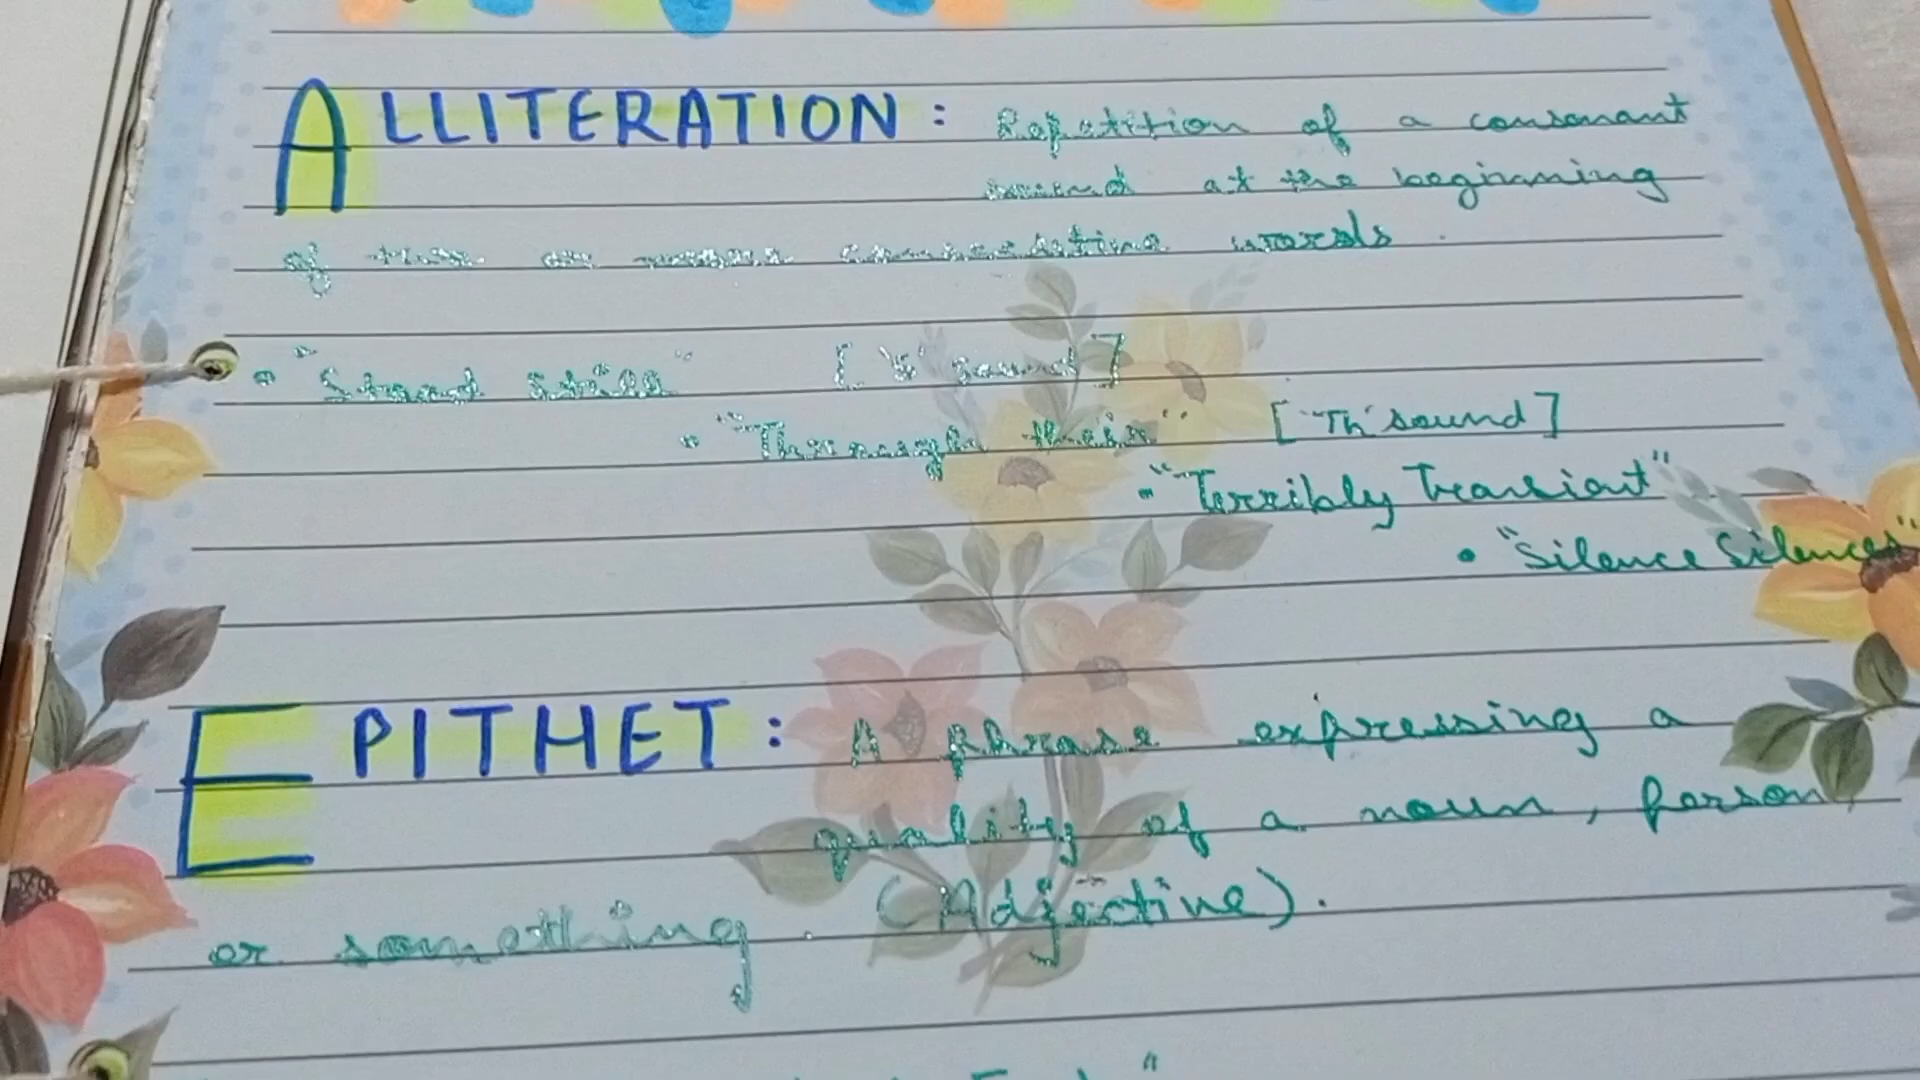 ALLITERATION : Repetition of a consonant
sound at the beginning
of two or more consecutive words.
• "Stand still" ['S' sound]
• "Through their" ['Th' sound]
• "Terribly Transient"
• "Silence Silences"
EPITHET : A phrase expressing a
quality of a noun, person
or something. (Adjective).